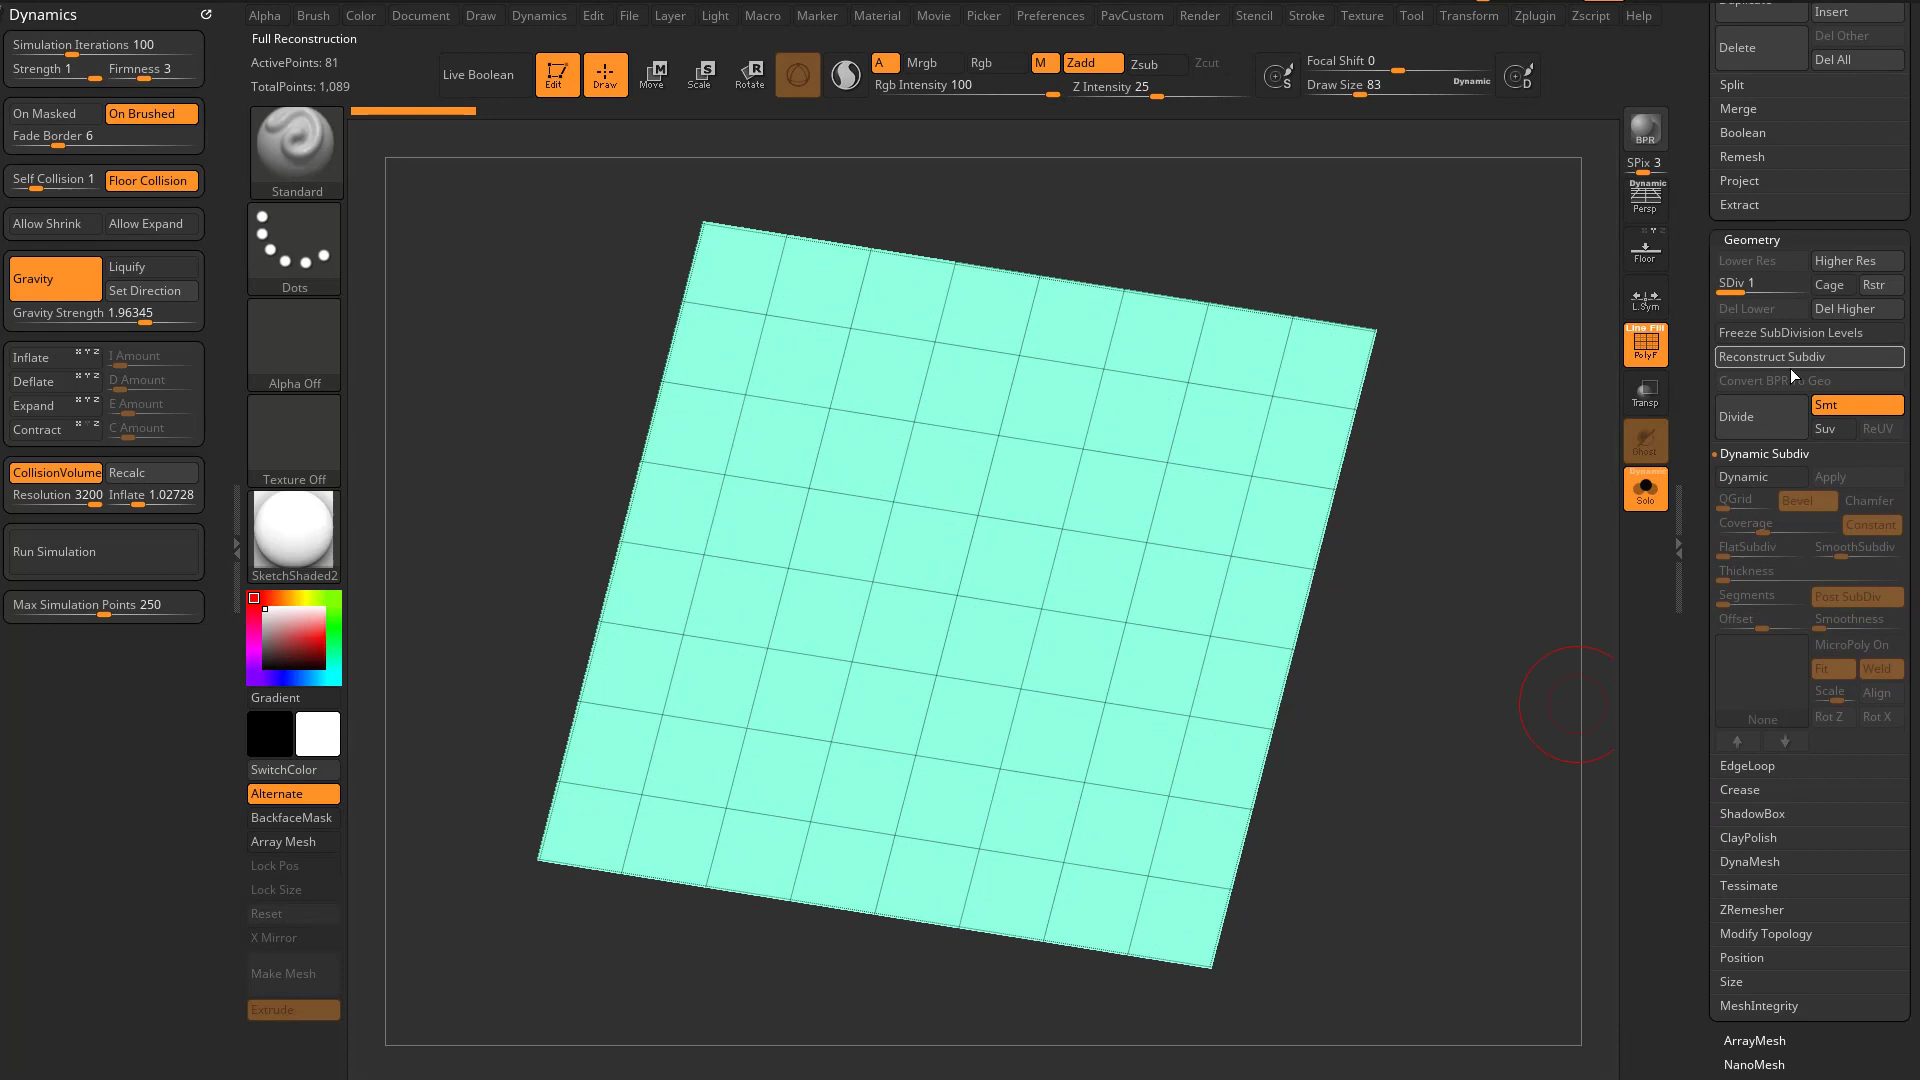 Dynamics
Alpha Brush Color Document Draw Dynamics Edit File Layer Light Macro Marker Material Movie Picker Preferences PavCustom Render Stencil Stroke Texture Tool Transform Zplugin Zscript Help
Full Reconstruction
ActivePoints: 81
TotalPoints: 1,089
Simulation Iterations 100
Strength 1 Firmness 3
On Masked On Brushed
Fade Border 6
Self Collision 1 Floor Collision
Allow Shrink Allow Expand
Gravity
Liquify
Set Direction
Gravity Strength 1.96345
Inflate X Y Z I Amount
Deflate X Y Z D Amount
Expand X Y Z E Amount
Contract X Y Z C Amount
CollisionVolume Recalc
Resolution 3200 Inflate 1.02728
Run Simulation
Max Simulation Points 250
Live Boolean
Edit
Draw
Move
Scale
Rotate
A Mrgb Rgb M Zadd Zsub Zcut
Rgb Intensity 100 Z Intensity 25
S
Focal Shift 0
Draw Size 83 Dynamic
D
Standard
Dots
Alpha Off
Texture Off
SketchShaded2
Gradient
SwitchColor
Alternate
BackfaceMask
Array Mesh
Lock Pos
Lock Size
Reset
X Mirror
Make Mesh
Extrude
BPR
SPix 3
Dynamic
Persp
Floor
L.Sym
Line Fill
PolyF
Transp
Ghost
Dynamic
Solo
Insert
Delete
Del Other
Del All
Split
Merge
Boolean
Remesh
Project
Extract
Geometry
Lower Res Higher Res
SDiv 1 Cage Rstr
Del Lower Del Higher
Freeze SubDivision Levels
Reconstruct Subdiv
Divide
Smt
Suv ReUV
Dynamic Subdiv
Dynamic Apply
QGrid Bevel Chamfer
Coverage Constant
FlatSubdiv SmoothSubdiv
Thickness
Segments Post SubDiv
Offset Smoothness
MicroPoly On
Fit Weld
Scale Align
None Rot Z Rot X
EdgeLoop
Crease
ShadowBox
ClayPolish
DynaMesh
Tessimate
ZRemesher
Modify Topology
Position
Size
MeshIntegrity
ArrayMesh
NanoMesh